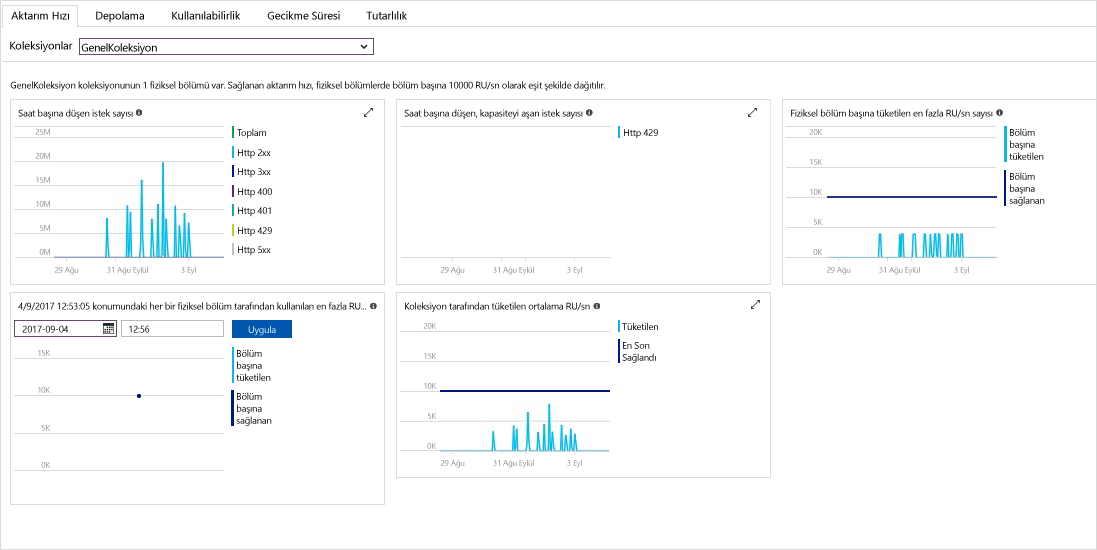 Aktarım Hızı Depolama Kullanılabilirlik Gecikme Süresi Tutarlılık
Koleksiyonlar GenelKoleksiyon
GenelKoleksiyon koleksiyonunun 1 fiziksel bölümü var. Sağlanan aktarım hızı, fiziksel bölümlerde bölüm başına 10000 RU/sn olarak eşit şekilde dağıtılır.
Saat başına düşen istek sayısı
25M
20M
15M
10M
5M
0M
29 Ağu 31 Ağu Eylül 3 Eyl
Toplam
Http 2xx
Http 3xx
Http 400
Http 401
Http 429
Http 5xx
Saat başına düşen, kapasiteyi aşan istek sayısı
29 Ağu 31 Ağu Eylül 3 Eyl
Http 429
Fiziksel bölüm başına tüketilen en fazla RU/sn sayısı
20K
15K
10K
5K
0K
29 Ağu 31 Ağu Eylül 3 Eyl
Bölüm
başına
tüketilen
Bölüm
başına
sağlanan
4/9/2017 12:53:05 konumundaki her bir fiziksel bölüm tarafından kullanılan en fazla RU...
2017-09-04 12:56 Uygula
15K
10K
5K
0K
Bölüm
başına
tüketilen
Bölüm
başına
sağlanan
Koleksiyon tarafından tüketilen ortalama RU/sn
20K
15K
10K
5K
0K
29 Ağu 31 Ağu Eylül 3 Eyl
Tüketilen
En Son
Sağlandı